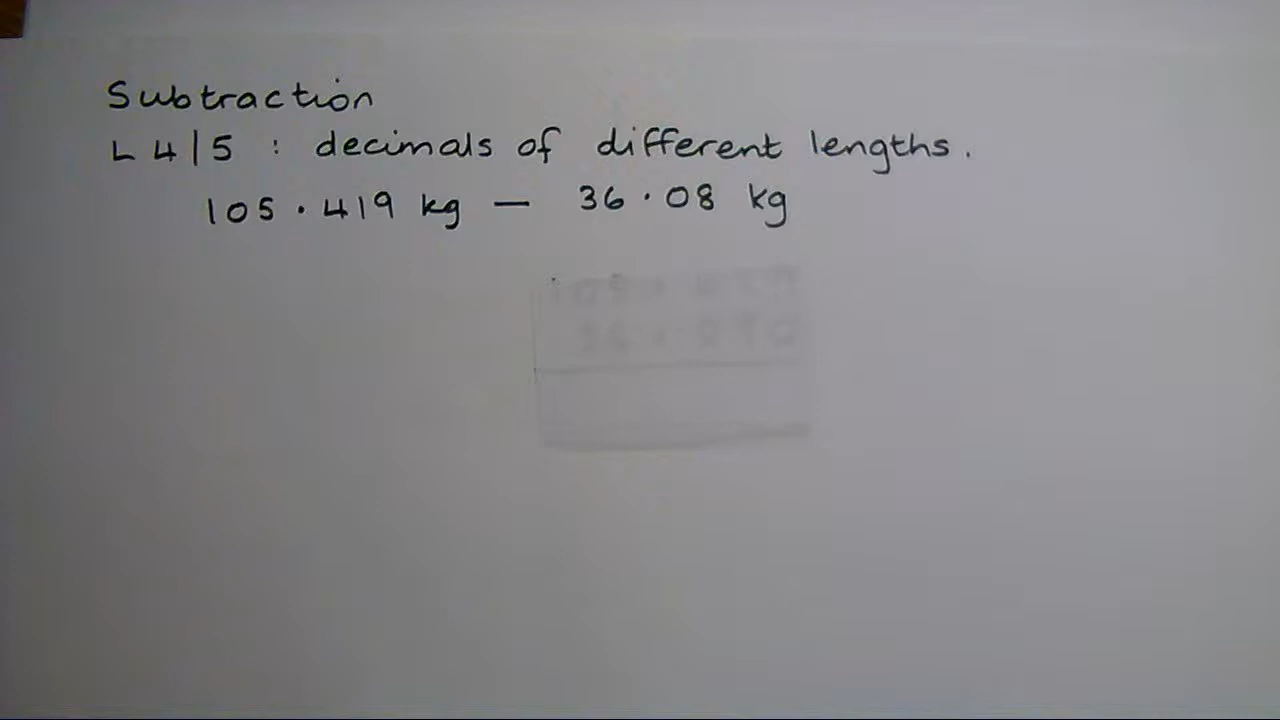 Subtraction
L 4/5 : decimals of different lengths.
105.419 kg — 36.08 kg